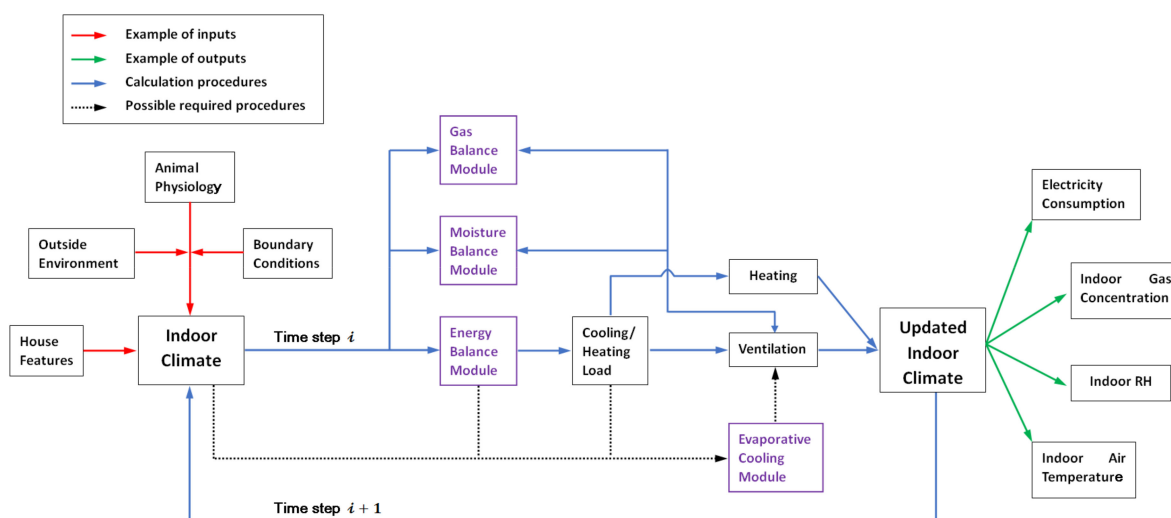 Example of inputs
Example of outputs
Calculation procedures
Possible required procedures
Animal
Physiology
Outside
Environment
Boundary
Conditions
House
Features
Indoor
Climate
Time step i
Gas
Balance
Module
Moisture
Balance
Module
Energy
Balance
Module
Cooling/
Heating
Load
Heating
Ventilation
Evaporative
Cooling
Module
Updated
Indoor
Climate
Electricity
Consumption
Indoor Gas
Concentration
Indoor RH
Indoor Air
Temperature
Time step i + 1